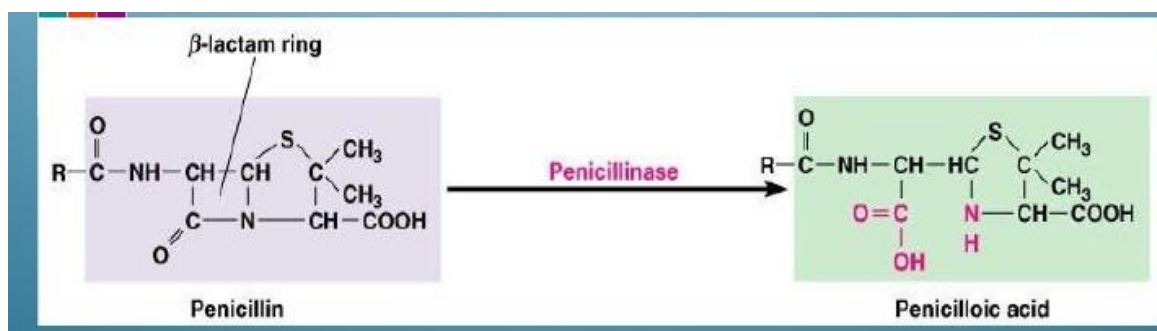 β-lactam ring
O
R–C–NH–CH–CH
S
C
CH₃
CH₃
C–N–CH–COOH
O
Penicillin
Penicillinase
O
R–C–NH–CH–HC
S
C
CH₃
CH₃
O=C
N–CH–COOH
H
OH
Penicilloic acid